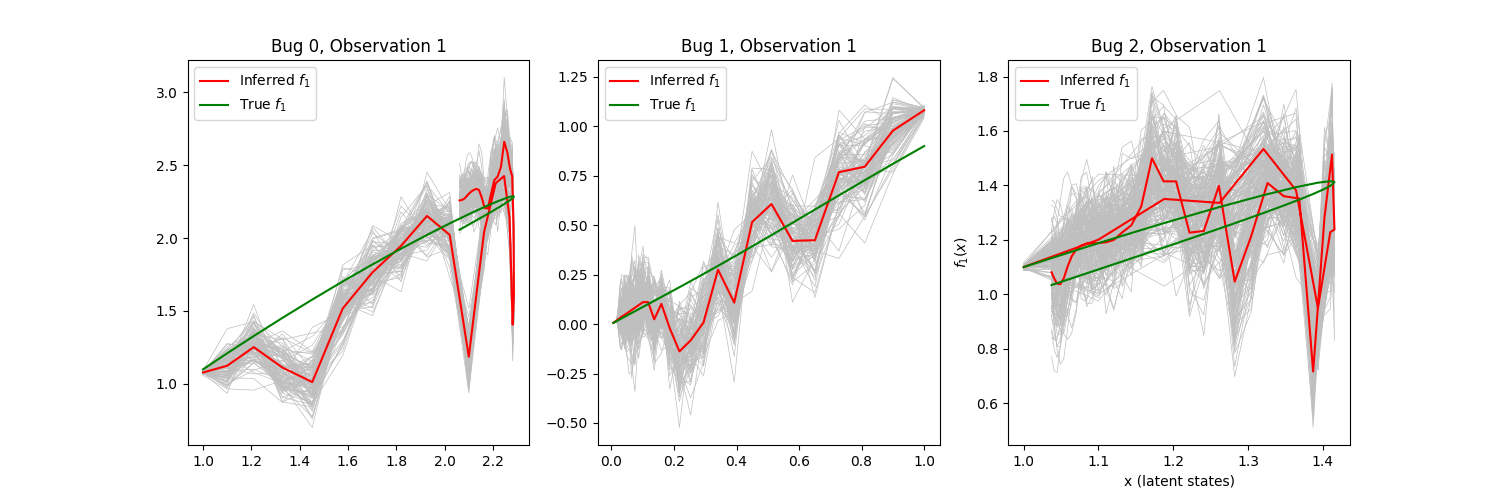 Bug 0, Observation 1
Inferred f₁
True f₁
3.0
2.5
2.0
1.5
1.0
1.0 1.2 1.4 1.6 1.8 2.0 2.2
Bug 1, Observation 1
Inferred f₁
True f₁
1.25
1.00
0.75
0.50
0.25
0.00
−0.25
−0.50
0.0 0.2 0.4 0.6 0.8 1.0
Bug 2, Observation 1
Inferred f₁
True f₁
f₁(x)
1.8
1.6
1.4
1.2
1.0
0.8
0.6
1.0 1.1 1.2 1.3 1.4
x (latent states)